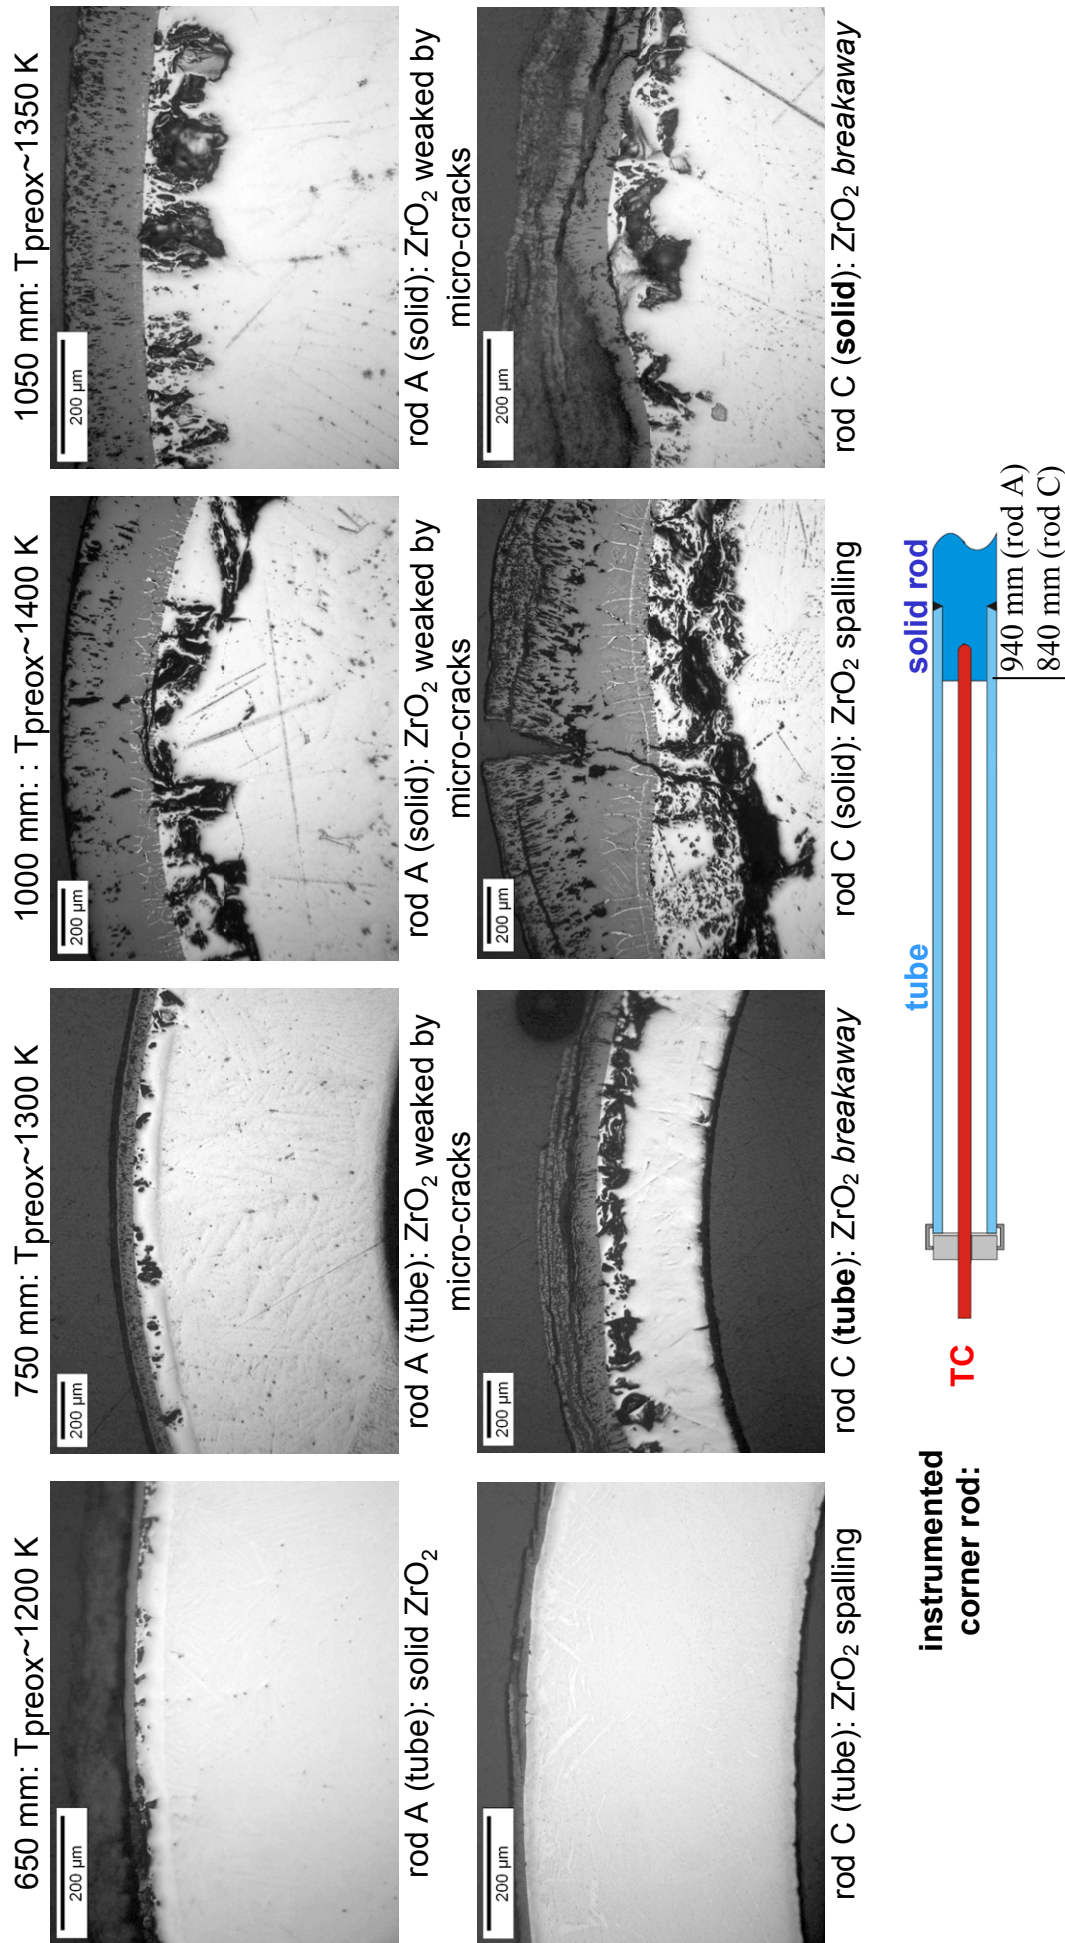 650 mm: Tpreox~1200 K
750 mm: Tpreox~1300 K
1000 mm: : Tpreox~1400 K
1050 mm: Tpreox~1350 K
200 µm
200 µm
200 µm
200 µm
rod A (tube): solid ZrO₂
rod A (tube): ZrO₂ weaked by
micro-cracks
rod A (solid): ZrO₂ weaked by
micro-cracks
rod A (solid): ZrO₂ weaked by
micro-cracks
200 µm
200 µm
200 µm
200 µm
rod C (tube): ZrO₂ spalling
rod C (tube): ZrO₂ breakaway
rod C (solid): ZrO₂ spalling
rod C (solid): ZrO₂ breakaway
instrumented
corner rod:
TC
tube
solid rod
940 mm (rod A)
840 mm (rod C)